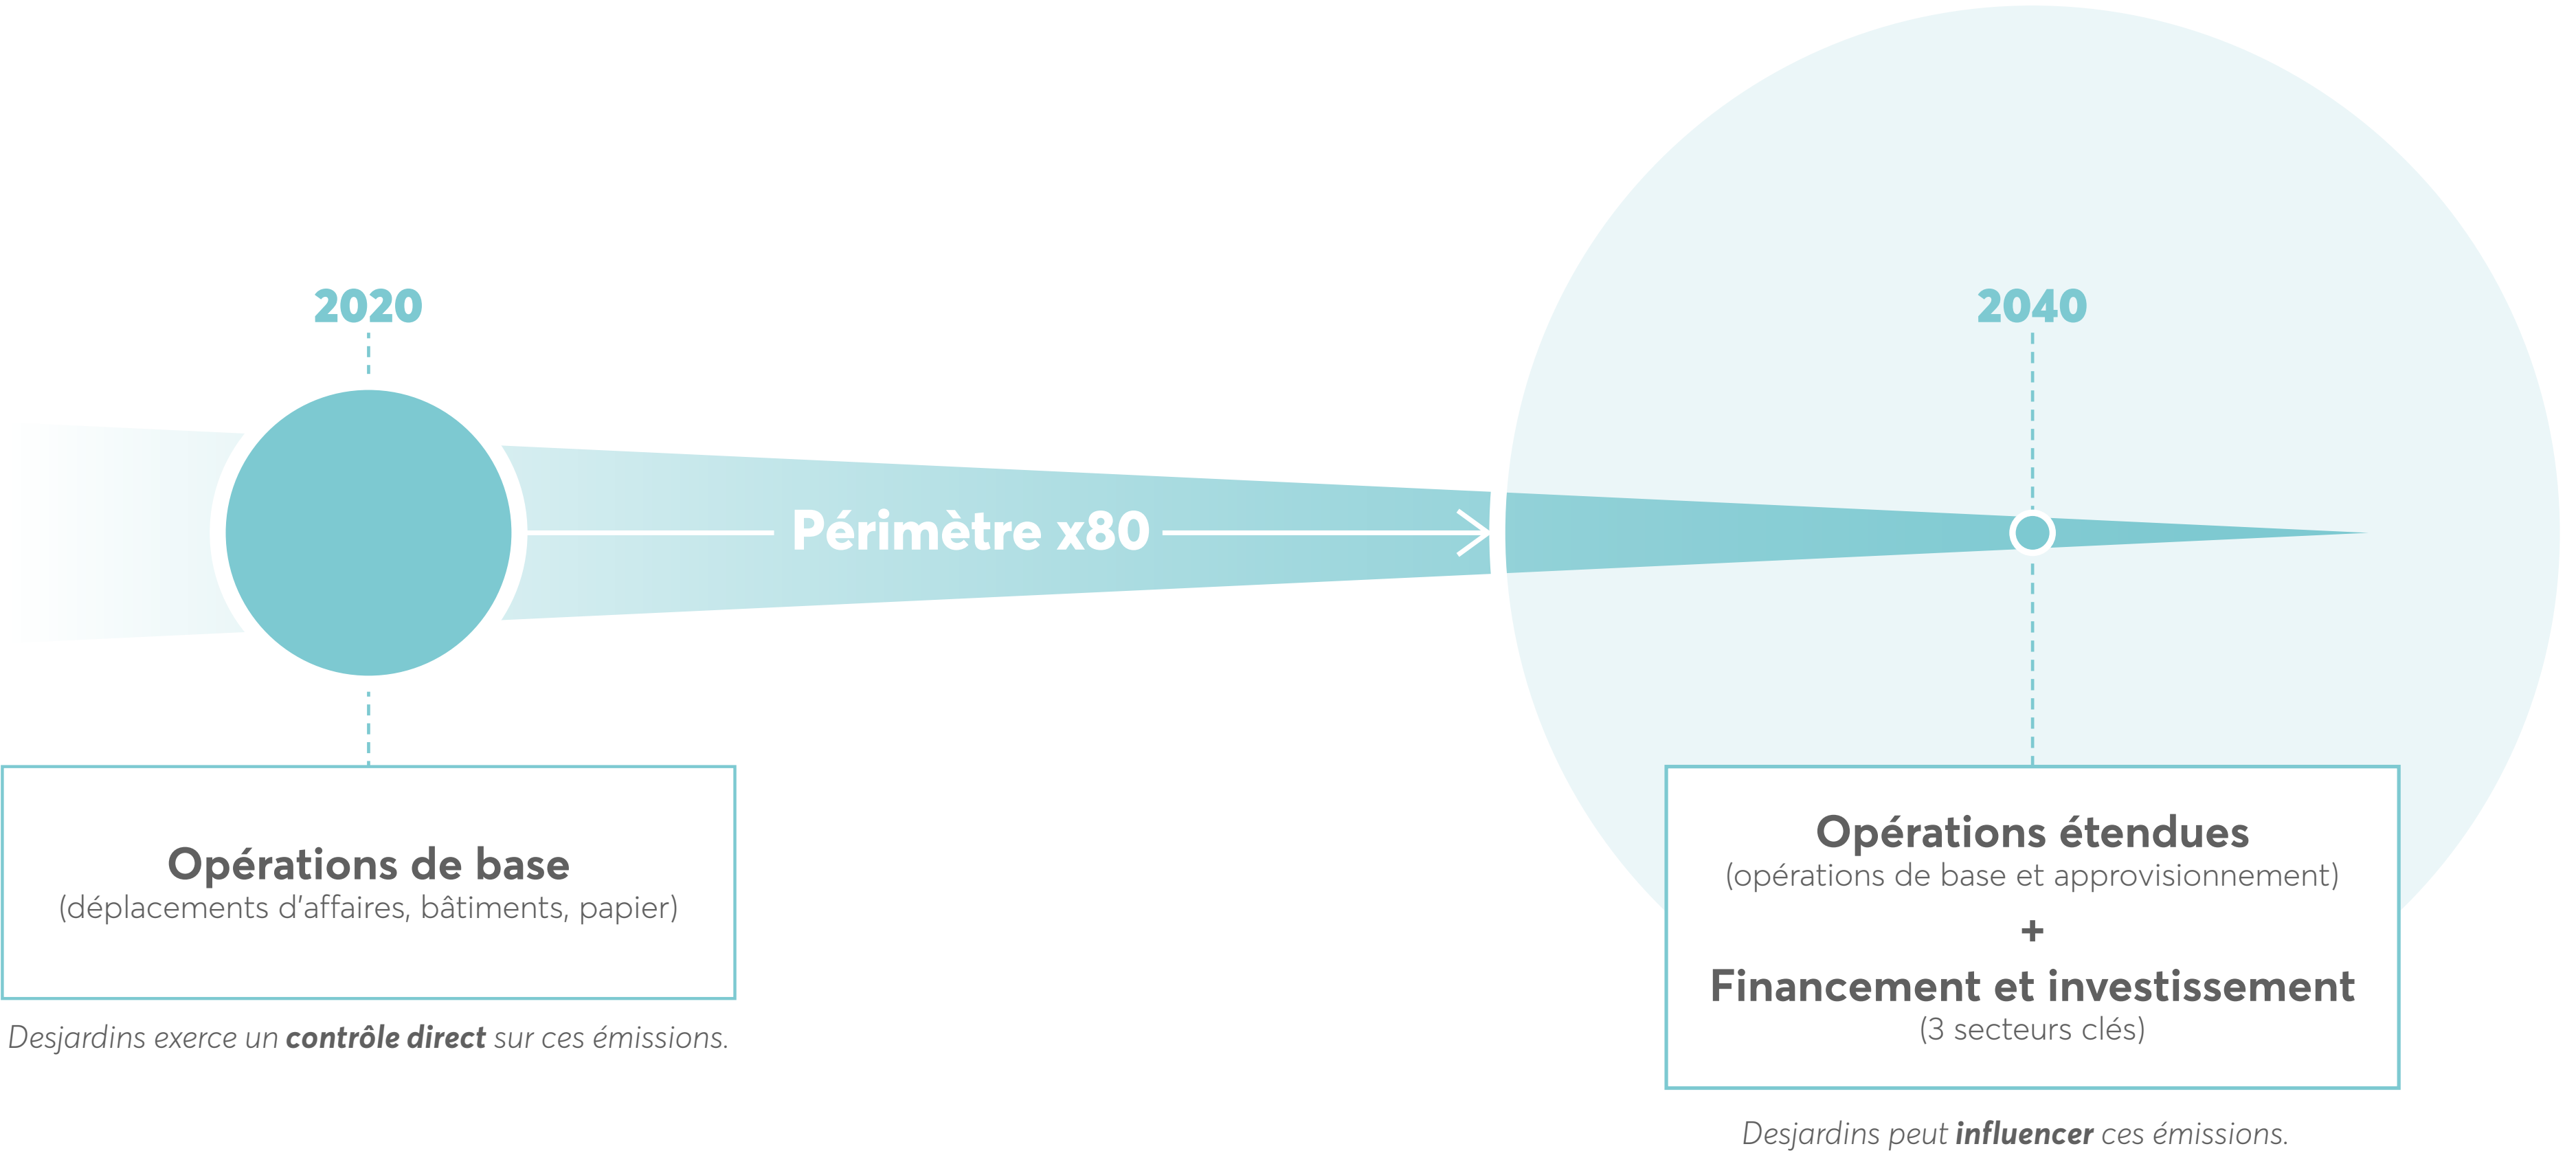 2020
2040
Périmètre x80
Opérations de base
(déplacements d’affaires, bâtiments, papier)
Desjardins exerce un contrôle direct sur ces émissions.
Opérations étendues
(opérations de base et approvisionnement)
+
Financement et investissement
(3 secteurs clés)
Desjardins peut influencer ces émissions.